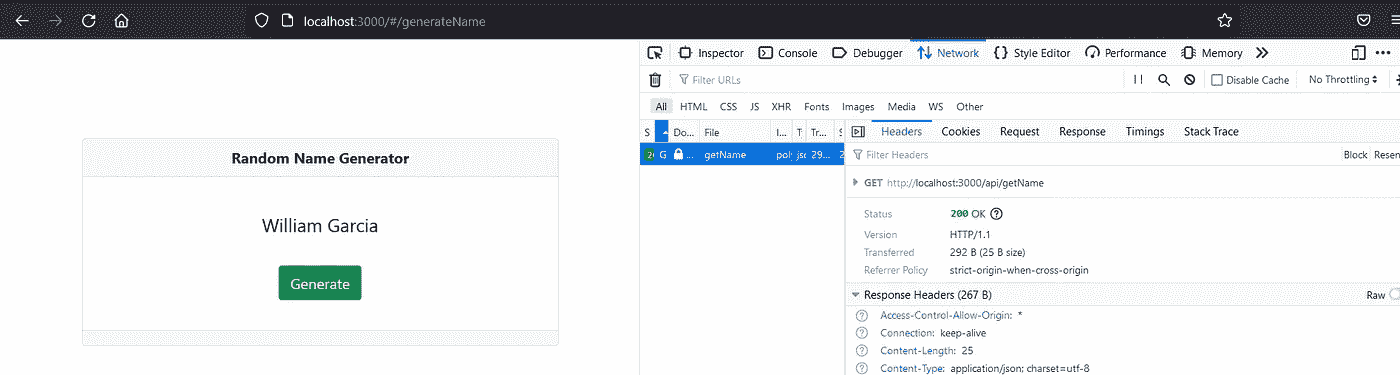 localhost:3000/#/generateName
Random Name Generator
William Garcia
Generate
Inspector Console Debugger Network Style Editor Performance Memory
Filter URLs Disable Cache No Throttling
All HTML CSS JS XHR Fonts Images Media WS Other
S Do... File I... T Tr... S Headers Cookies Request Response Timings Stack Trace
G ... getName 29... 2 Filter Headers Block
GET http://localhost:3000/api/getName
Status 200 OK
Version HTTP/1.1
Transferred 292 B (25 B size)
Referrer Policy strict-origin-when-cross-origin
Response Headers (267 B) Raw
Access-Control-Allow-Origin: *
Connection: keep-alive
Content-Length: 25
Content-Type: application/json; charset=utf-8